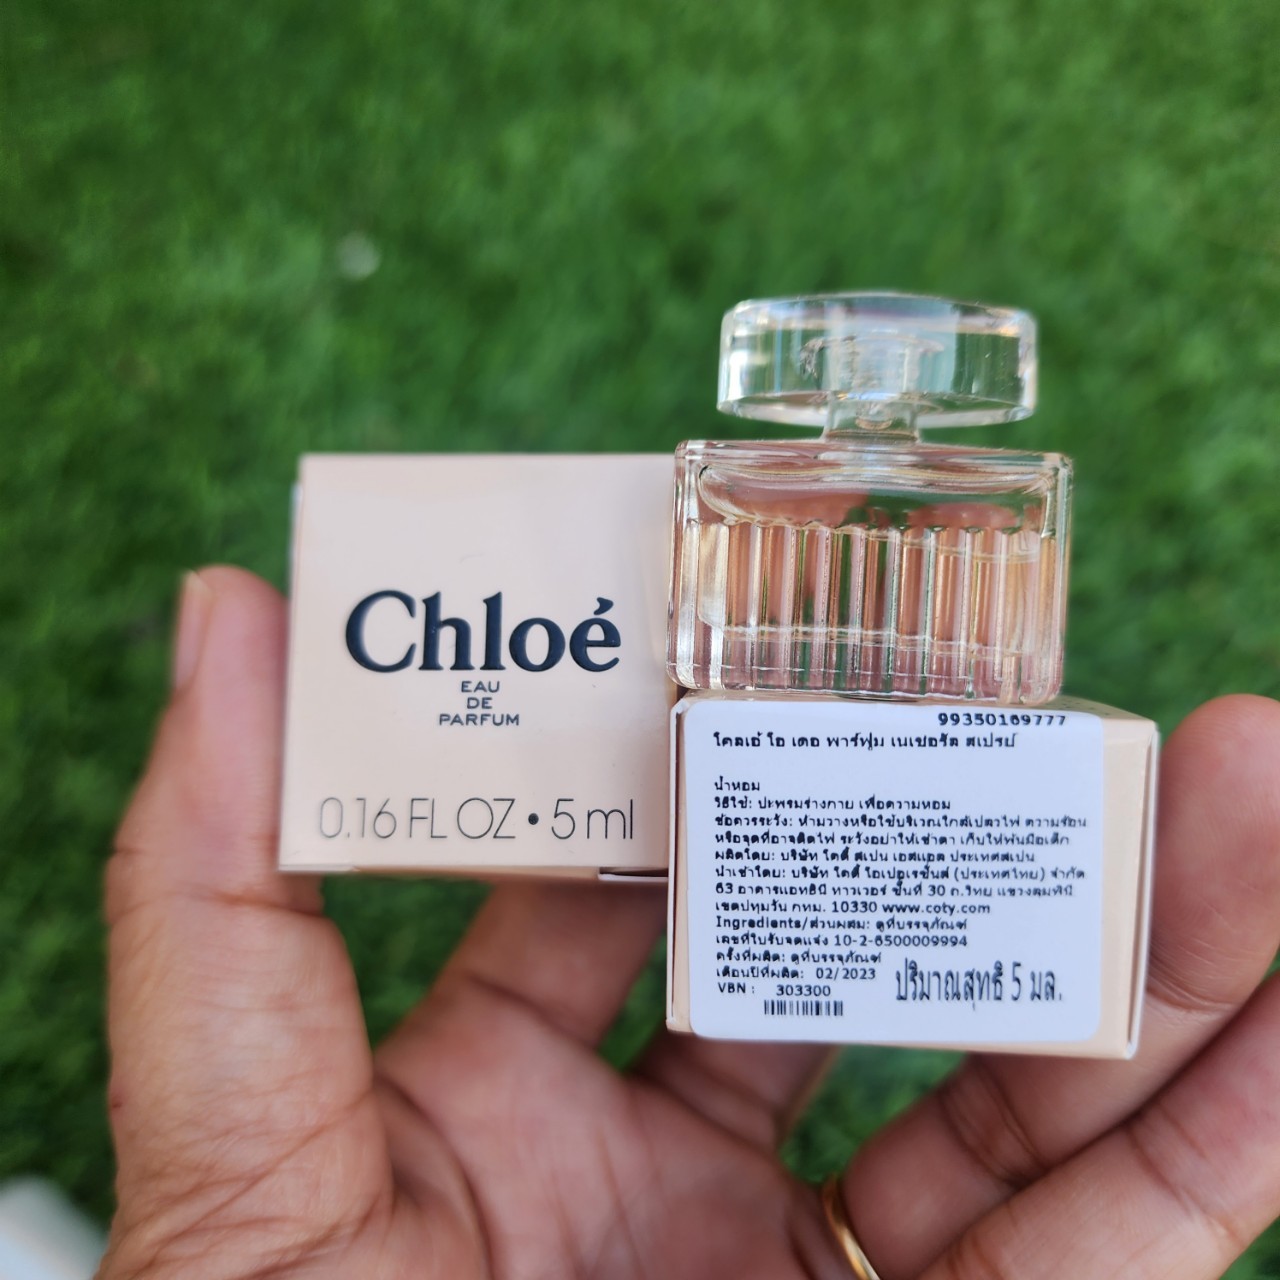 Chloé
EAU
DE
PARFUM
0.16 FL OZ • 5 ml
99350169777
โคลเอ้ โอ เดอ พาร์ฟูม เนเชอรัล สเปรย์
น้ำหอม
วิธีใช้: ปะพรมร่างกาย เพื่อความหอม
ข้อควรระวัง: ห้ามวางหรือใช้บริเวณใกล้เปลวไฟ ความร้อน
หรือจุดที่อาจติดไฟ ระวังอย่าให้เข้าตา เก็บให้พ้นมือเด็ก
ผลิตโดย: บริษัท โคตี้ สเปน เอสแอล ประเทศสเปน
นำเข้าโดย: บริษัท โคตี้ โอเปอเรชั่นส์ (ประเทศไทย) จำกัด
63 อาคารแอทธินี ทาวเวอร์ ชั้นที่ 30 ถ.วิทยุ แขวงลุมพินี
เขตปทุมวัน กทม. 10330 www.coty.com
Ingredients/ส่วนผสม: ดูที่บรรจุภัณฑ์
เลขที่ใบรับจดแจ้ง 10-2-6500009994
ครั้งที่ผลิต: ดูที่บรรจุภัณฑ์
เดือนปีที่ผลิต: 02/2023
VBN : 303300
ปริมาณสุทธิ 5 มล.